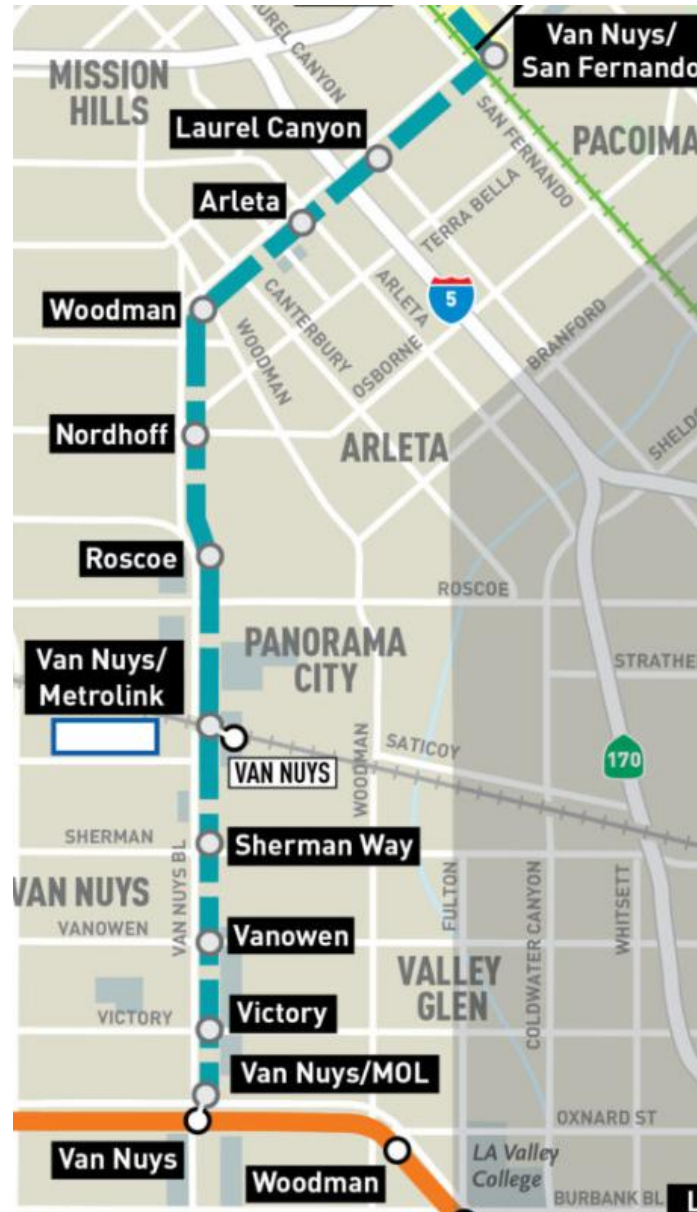 LAUREL CANYON
Van Nuys/
San Fernando
MISSION
HILLS
SAN FERNANDO
Laurel Canyon
PACOIMA
TERRA BELLA
Arleta
ARLETA
CANTERBURY
5
Woodman
WOODMAN
OSBORNE
BRANFORD
Nordhoff
ARLETA
Roscoe
ROSCOE
PANORAMA
CITY
Van Nuys/
Metrolink
VAN NUYS
SATICOY
WOODMAN
170
SHERMAN
Sherman Way
VAN NUYS BL
VAN NUYS
VANOWEN
Vanowen
FULTON
COLDWATER CANYON
WHITSETT
VALLEY
GLEN
VICTORY
Victory
Van Nuys/MOL
OXNARD ST
Van Nuys
Woodman
LA Valley
College
BURBANK BL